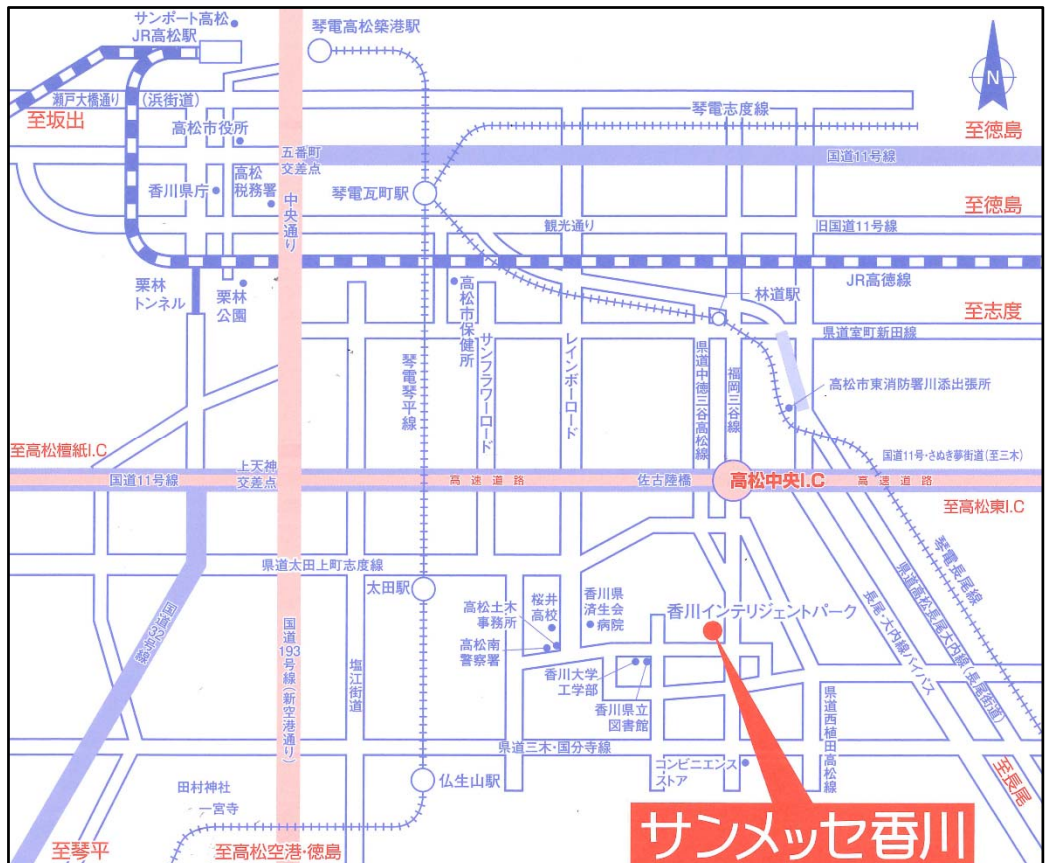 サンポート高松
JR高松駅
琴電高松築港駅
N
瀬戸大橋通り
(浜街道)
至坂出
琴電志度線
至徳島
高松市役所
五番町
交差点
国道11号線
香川県庁
高松
税務署
中央通り
琴電瓦町駅
至徳島
観光通り
旧国道11号線
JR高徳線
栗林
トンネル
栗林
公園
高松市保健所
林道駅
至志度
県道室町新田線
琴電琴平線
サンフラワーロード
レインボーロード
県道中徳三谷高松線
福岡三谷線
高松市東消防署川添出張所
至高松檀紙I.C
上天神
交差点
国道11号線
高速道路
佐古陸橋
高松中央I.C
高速道路
国道11号・さぬき夢街道(至三木)
至高松東I.C
県道太田上町志度線
太田駅
国道32号線
国道193号線(新空港通り)
塩江街道
高松土木
事務所
桜井
高校
香川県
済生会
病院
香川インテリジェントパーク
高松南
警察署
香川大学
工学部
香川県立
図書館
琴電長尾線
県道高松長尾大内線(長尾街道)
長尾・大内線バイパス
県道西植田高松線
県道三木・国分寺線
コンビニエンス
ストア
仏生山駅
田村神社
一宮寺
至長尾
至琴平
至高松空港・徳島
サンメッセ香川